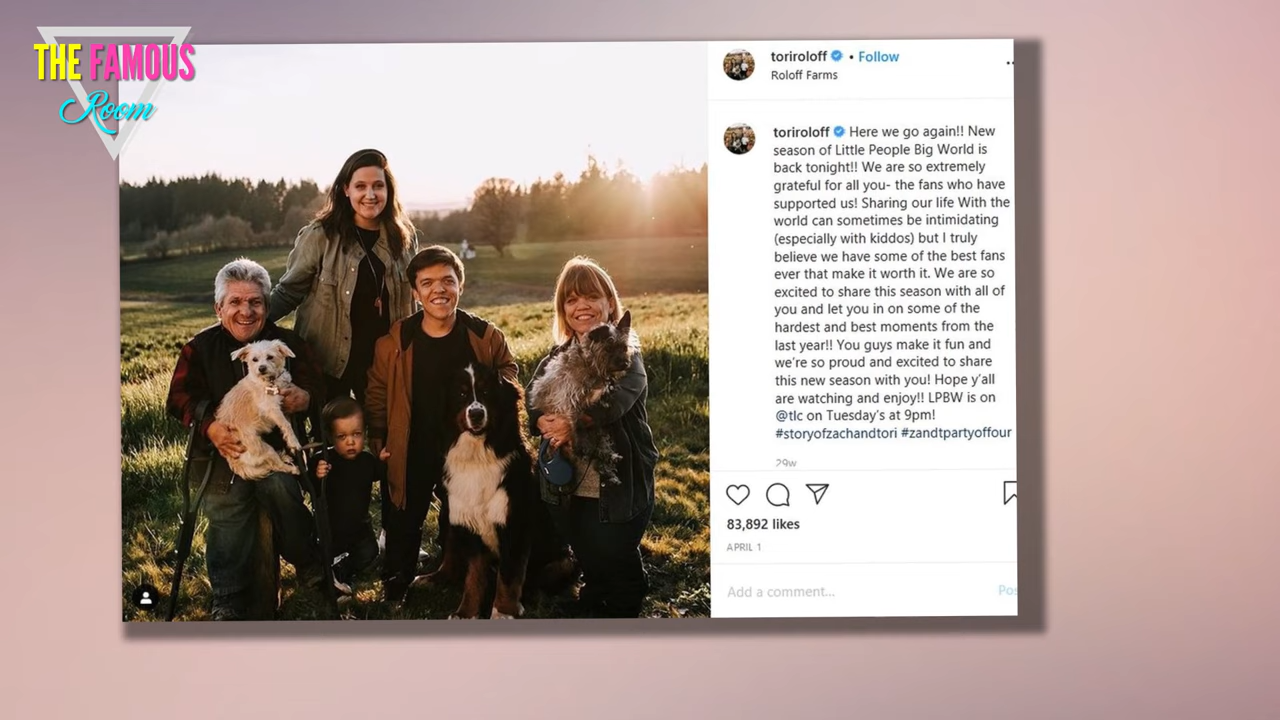 THE FAMOUS
Room
toriroloff • Follow
Roloff Farms
toriroloff Here we go again!! New
season of Little People Big World is
back tonight!! We are so extremely
grateful for all you- the fans who have
supported us! Sharing our life With the
world can sometimes be intimidating
(especially with kiddos) but I truly
believe we have some of the best fans
ever that make it worth it. We are so
excited to share this season with all of
you and let you in on some of the
hardest and best moments from the
last year!! You guys make it fun and
we're so proud and excited to share
this new season with you! Hope y'all
are watching and enjoy!! LPBW is on
@tlc on Tuesday's at 9pm!
#storyofzachandtori #zandtpartyoffour
29w
83,892 likes
APRIL 1
Add a comment...